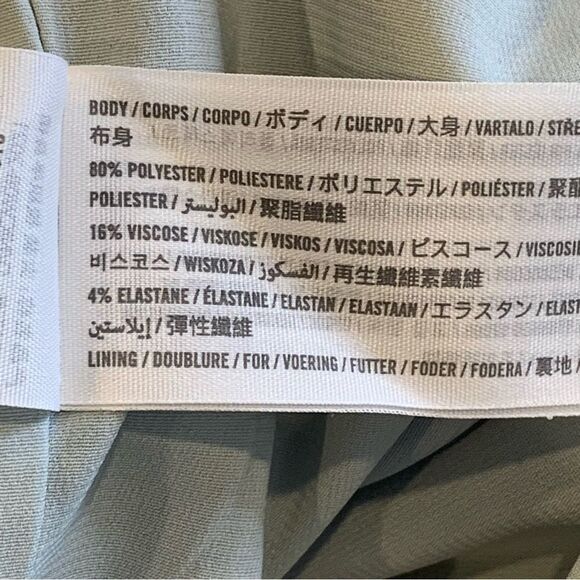 BODY / CORPS / CORPO / ボディ / CUERPO / 大身 / VARTALO / STŘE
布身
80% POLYESTER / POLIESTERE / ポリエステル / POLIÉSTER / 聚酯
POLIESTER / البوليستر / 聚脂纖維
16% VISCOSE / VISKOSE / VISKOS / VISCOSA / ビスコース / VISCOSE
비스코스 / WISKOZA / الفسكوز / 再生纖維素纖維
4% ELASTANE / ÉLASTANE / ELASTAN / ELASTAAN / エラスタン / ELAST
إيلاستين / 彈性纖維
LINING / DOUBLURE / FOR / VOERING / FUTTER / FODER / FODERA / 裏地 /